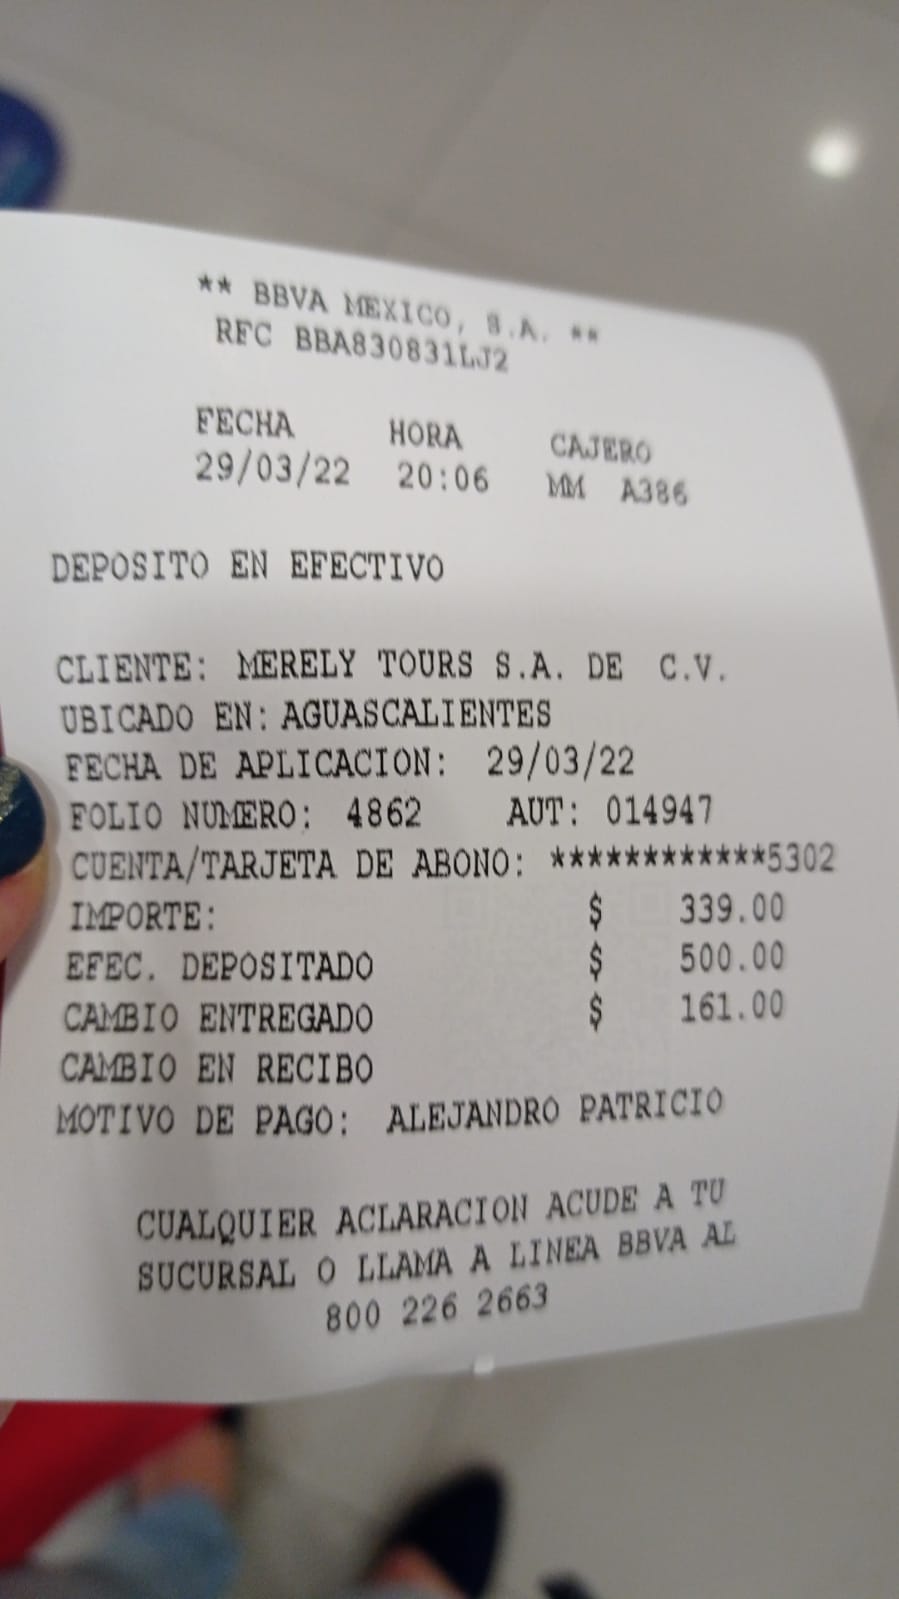 ** BBVA MEXICO, S.A. **
RFC BBA830831LJ2
FECHA HORA CAJERO
29/03/22 20:06 MM A386
DEPOSITO EN EFECTIVO
CLIENTE: MERELY TOURS S.A. DE C.V.
UBICADO EN: AGUASCALIENTES
FECHA DE APLICACION: 29/03/22
FOLIO NUMERO: 4862 AUT: 014947
CUENTA/TARJETA DE ABONO: ************5302
IMPORTE: $ 339.00
EFEC. DEPOSITADO $ 500.00
CAMBIO ENTREGADO $ 161.00
CAMBIO EN RECIBO
MOTIVO DE PAGO: ALEJANDRO PATRICIO
CUALQUIER ACLARACION ACUDE A TU
SUCURSAL O LLAMA A LINEA BBVA AL
800 226 2663